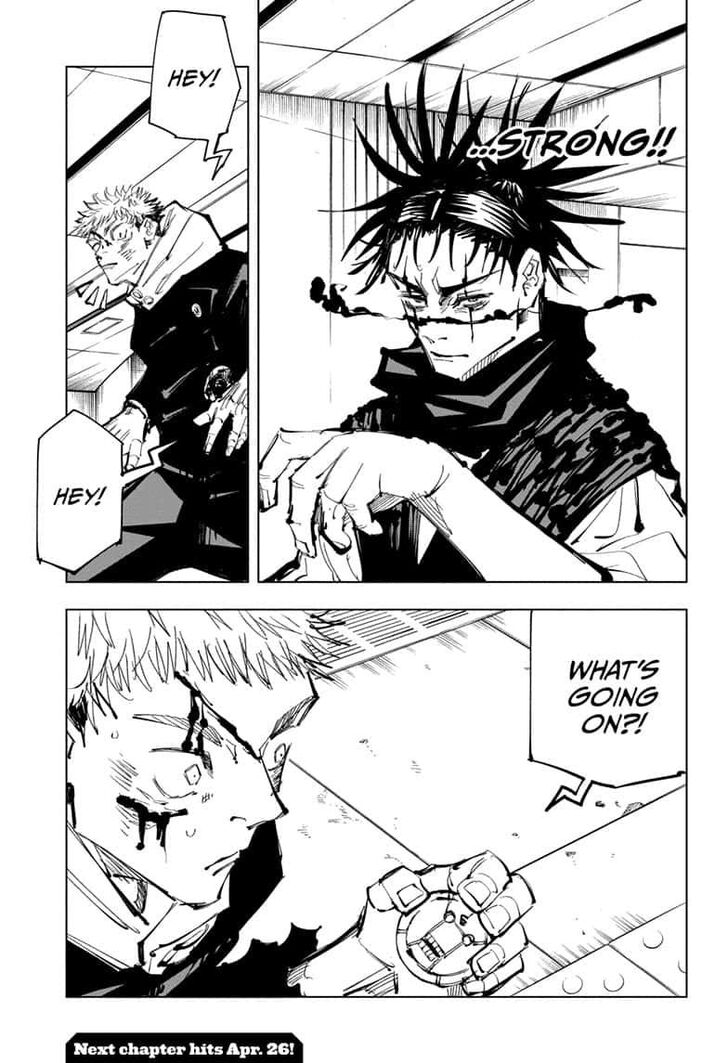 ...STRONG!!
HEY!
HEY!
WHAT'S
GOING
ON?!
Next chapter hits Apr. 26!